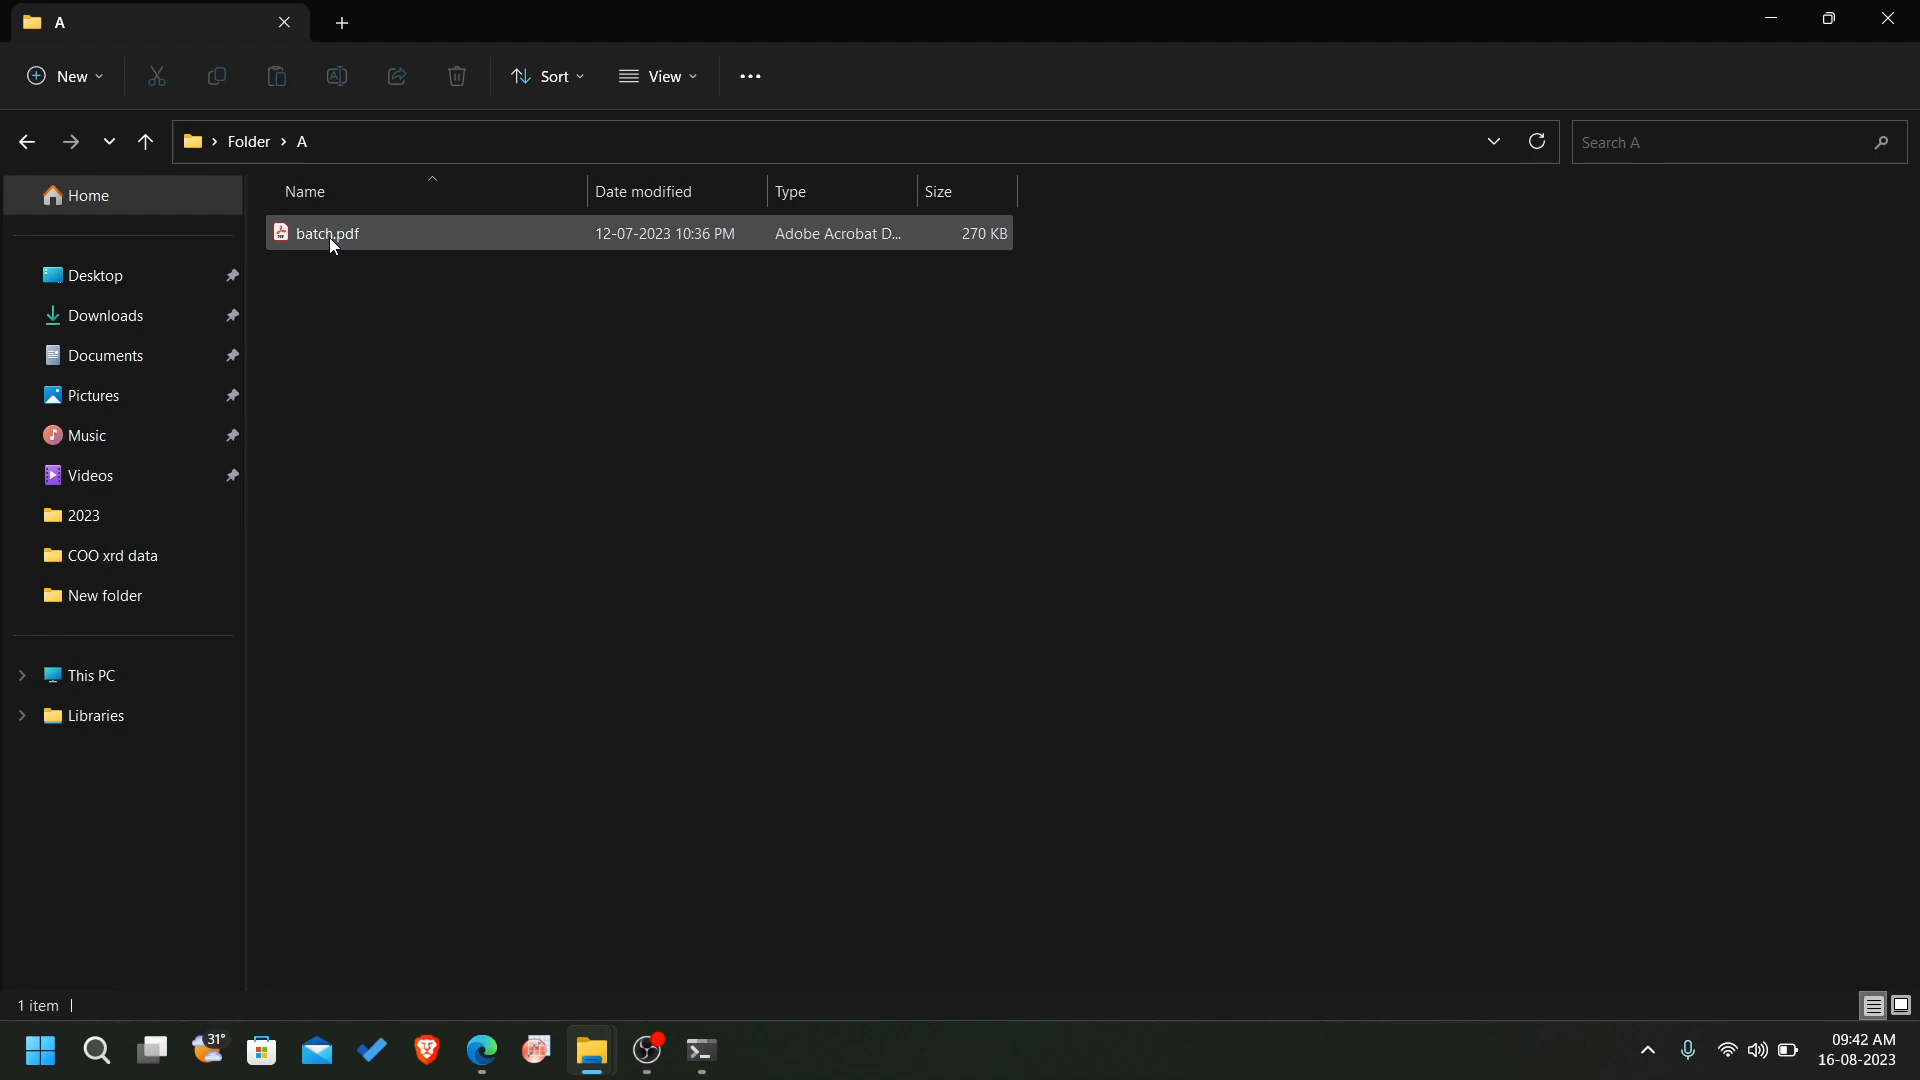 A
New
Sort
View
Folder
A
Search A
Home
Name
Date modified
Type
Size
batch.pdf
12-07-2023 10:36 PM
Adobe Acrobat D...
270 KB
Desktop
Downloads
Documents
Pictures
Music
Videos
2023
COO xrd data
New folder
This PC
Libraries
1 item
31°
09:42 AM
16-08-2023